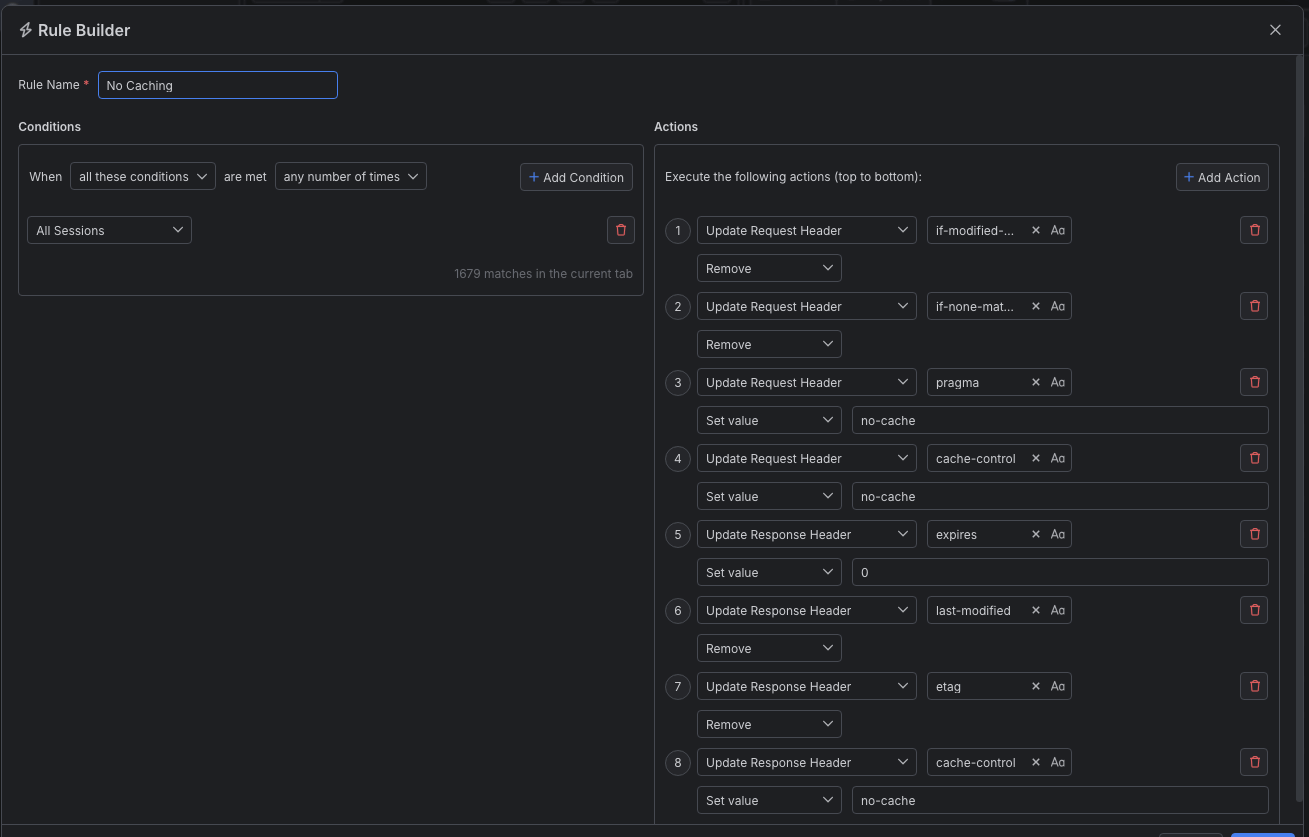 Rule Builder
Rule Name * No Caching
Conditions
When all these conditions are met any number of times + Add Condition
All Sessions
1679 matches in the current tab
Actions
Execute the following actions (top to bottom): + Add Action
1 Update Request Header if-modified-... Aa
Remove
2 Update Request Header if-none-mat... Aa
Remove
3 Update Request Header pragma Aa
Set value no-cache
4 Update Request Header cache-control Aa
Set value no-cache
5 Update Response Header expires Aa
Set value 0
6 Update Response Header last-modified Aa
Remove
7 Update Response Header etag Aa
Remove
8 Update Response Header cache-control Aa
Set value no-cache